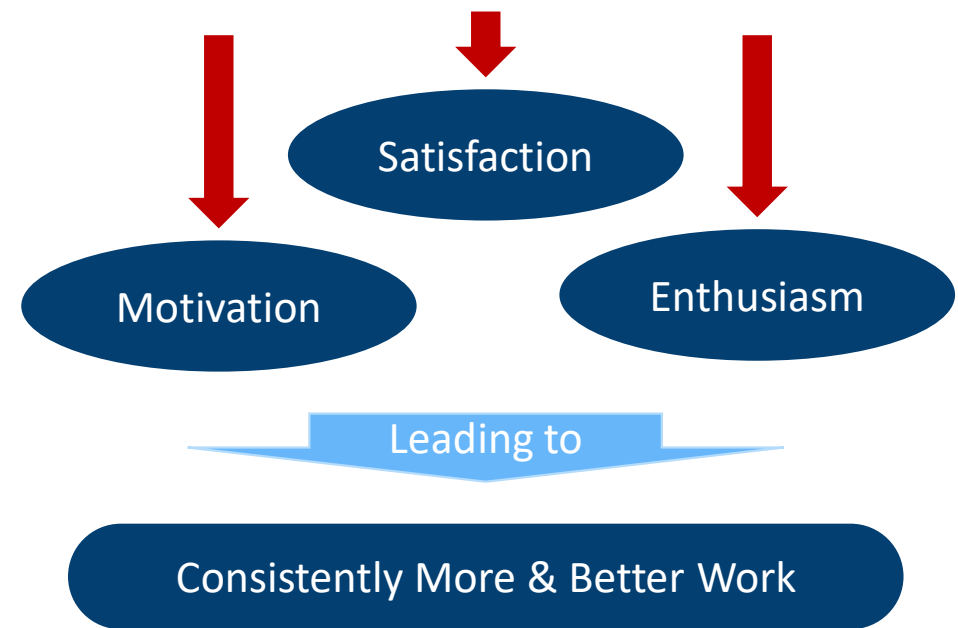 Satisfaction
Motivation
Enthusiasm
Leading to
Consistently More & Better Work